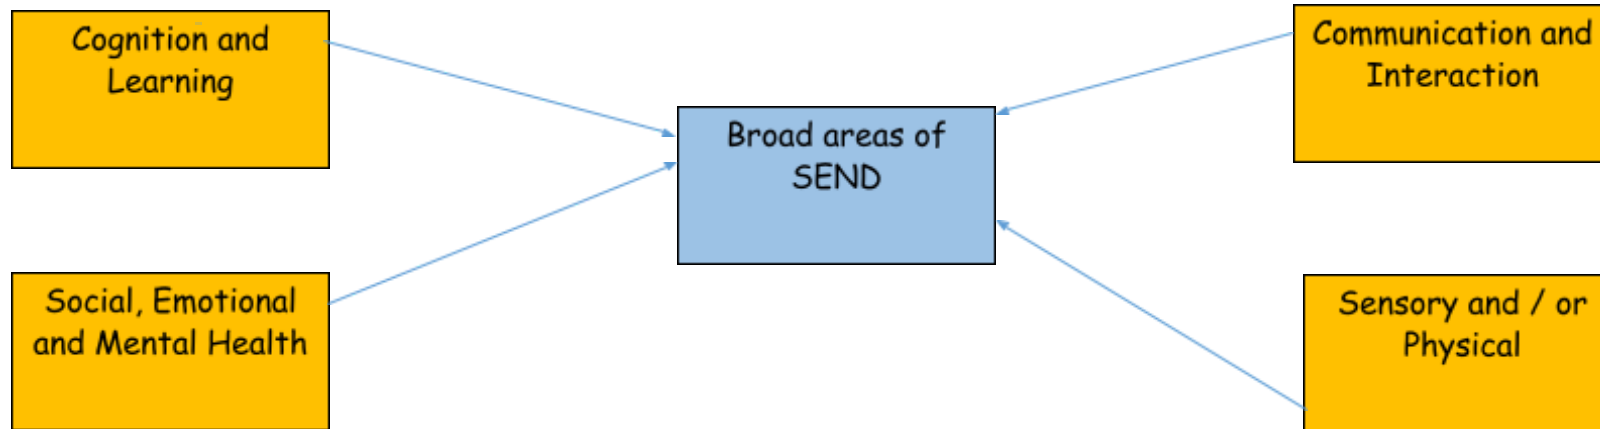 Cognition and
Learning
Communication and
Interaction
Broad areas of
SEND
Social, Emotional
and Mental Health
Sensory and / or
Physical